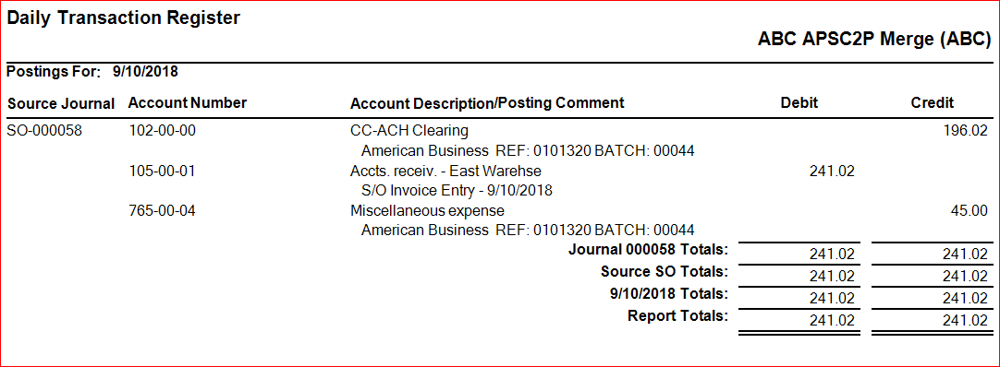 Daily Transaction Register
ABC APSC2P Merge (ABC)
Postings For: 9/10/2018
Source Journal Account Number Account Description/Posting Comment Debit Credit
SO-000058 102-00-00 CC-ACH Clearing 196.02
American Business REF: 0101320 BATCH: 00044
105-00-01 Accts. receiv. - East Warehse 241.02
S/O Invoice Entry - 9/10/2018
765-00-04 Miscellaneous expense 45.00
American Business REF: 0101320 BATCH: 00044
Journal 000058 Totals: 241.02 241.02
Source SO Totals: 241.02 241.02
9/10/2018 Totals: 241.02 241.02
Report Totals: 241.02 241.02